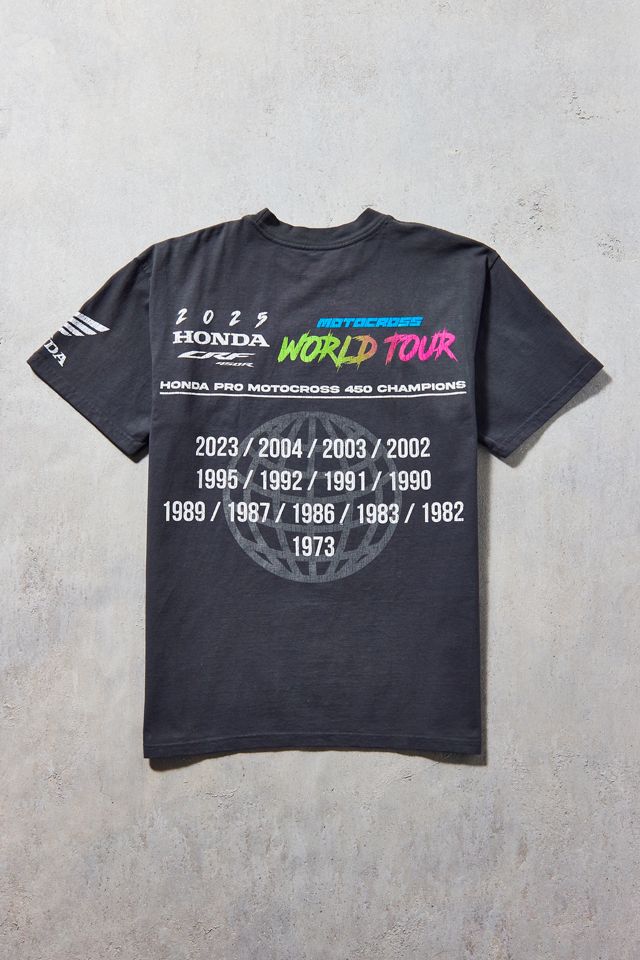 2025
HONDA
CRF
450R
MOTOCROSS
WORLD TOUR
HONDA PRO MOTOCROSS 450 CHAMPIONS
2023 / 2004 / 2003 / 2002
1995 / 1992 / 1991 / 1990
1989 / 1987 / 1986 / 1983 / 1982
1973